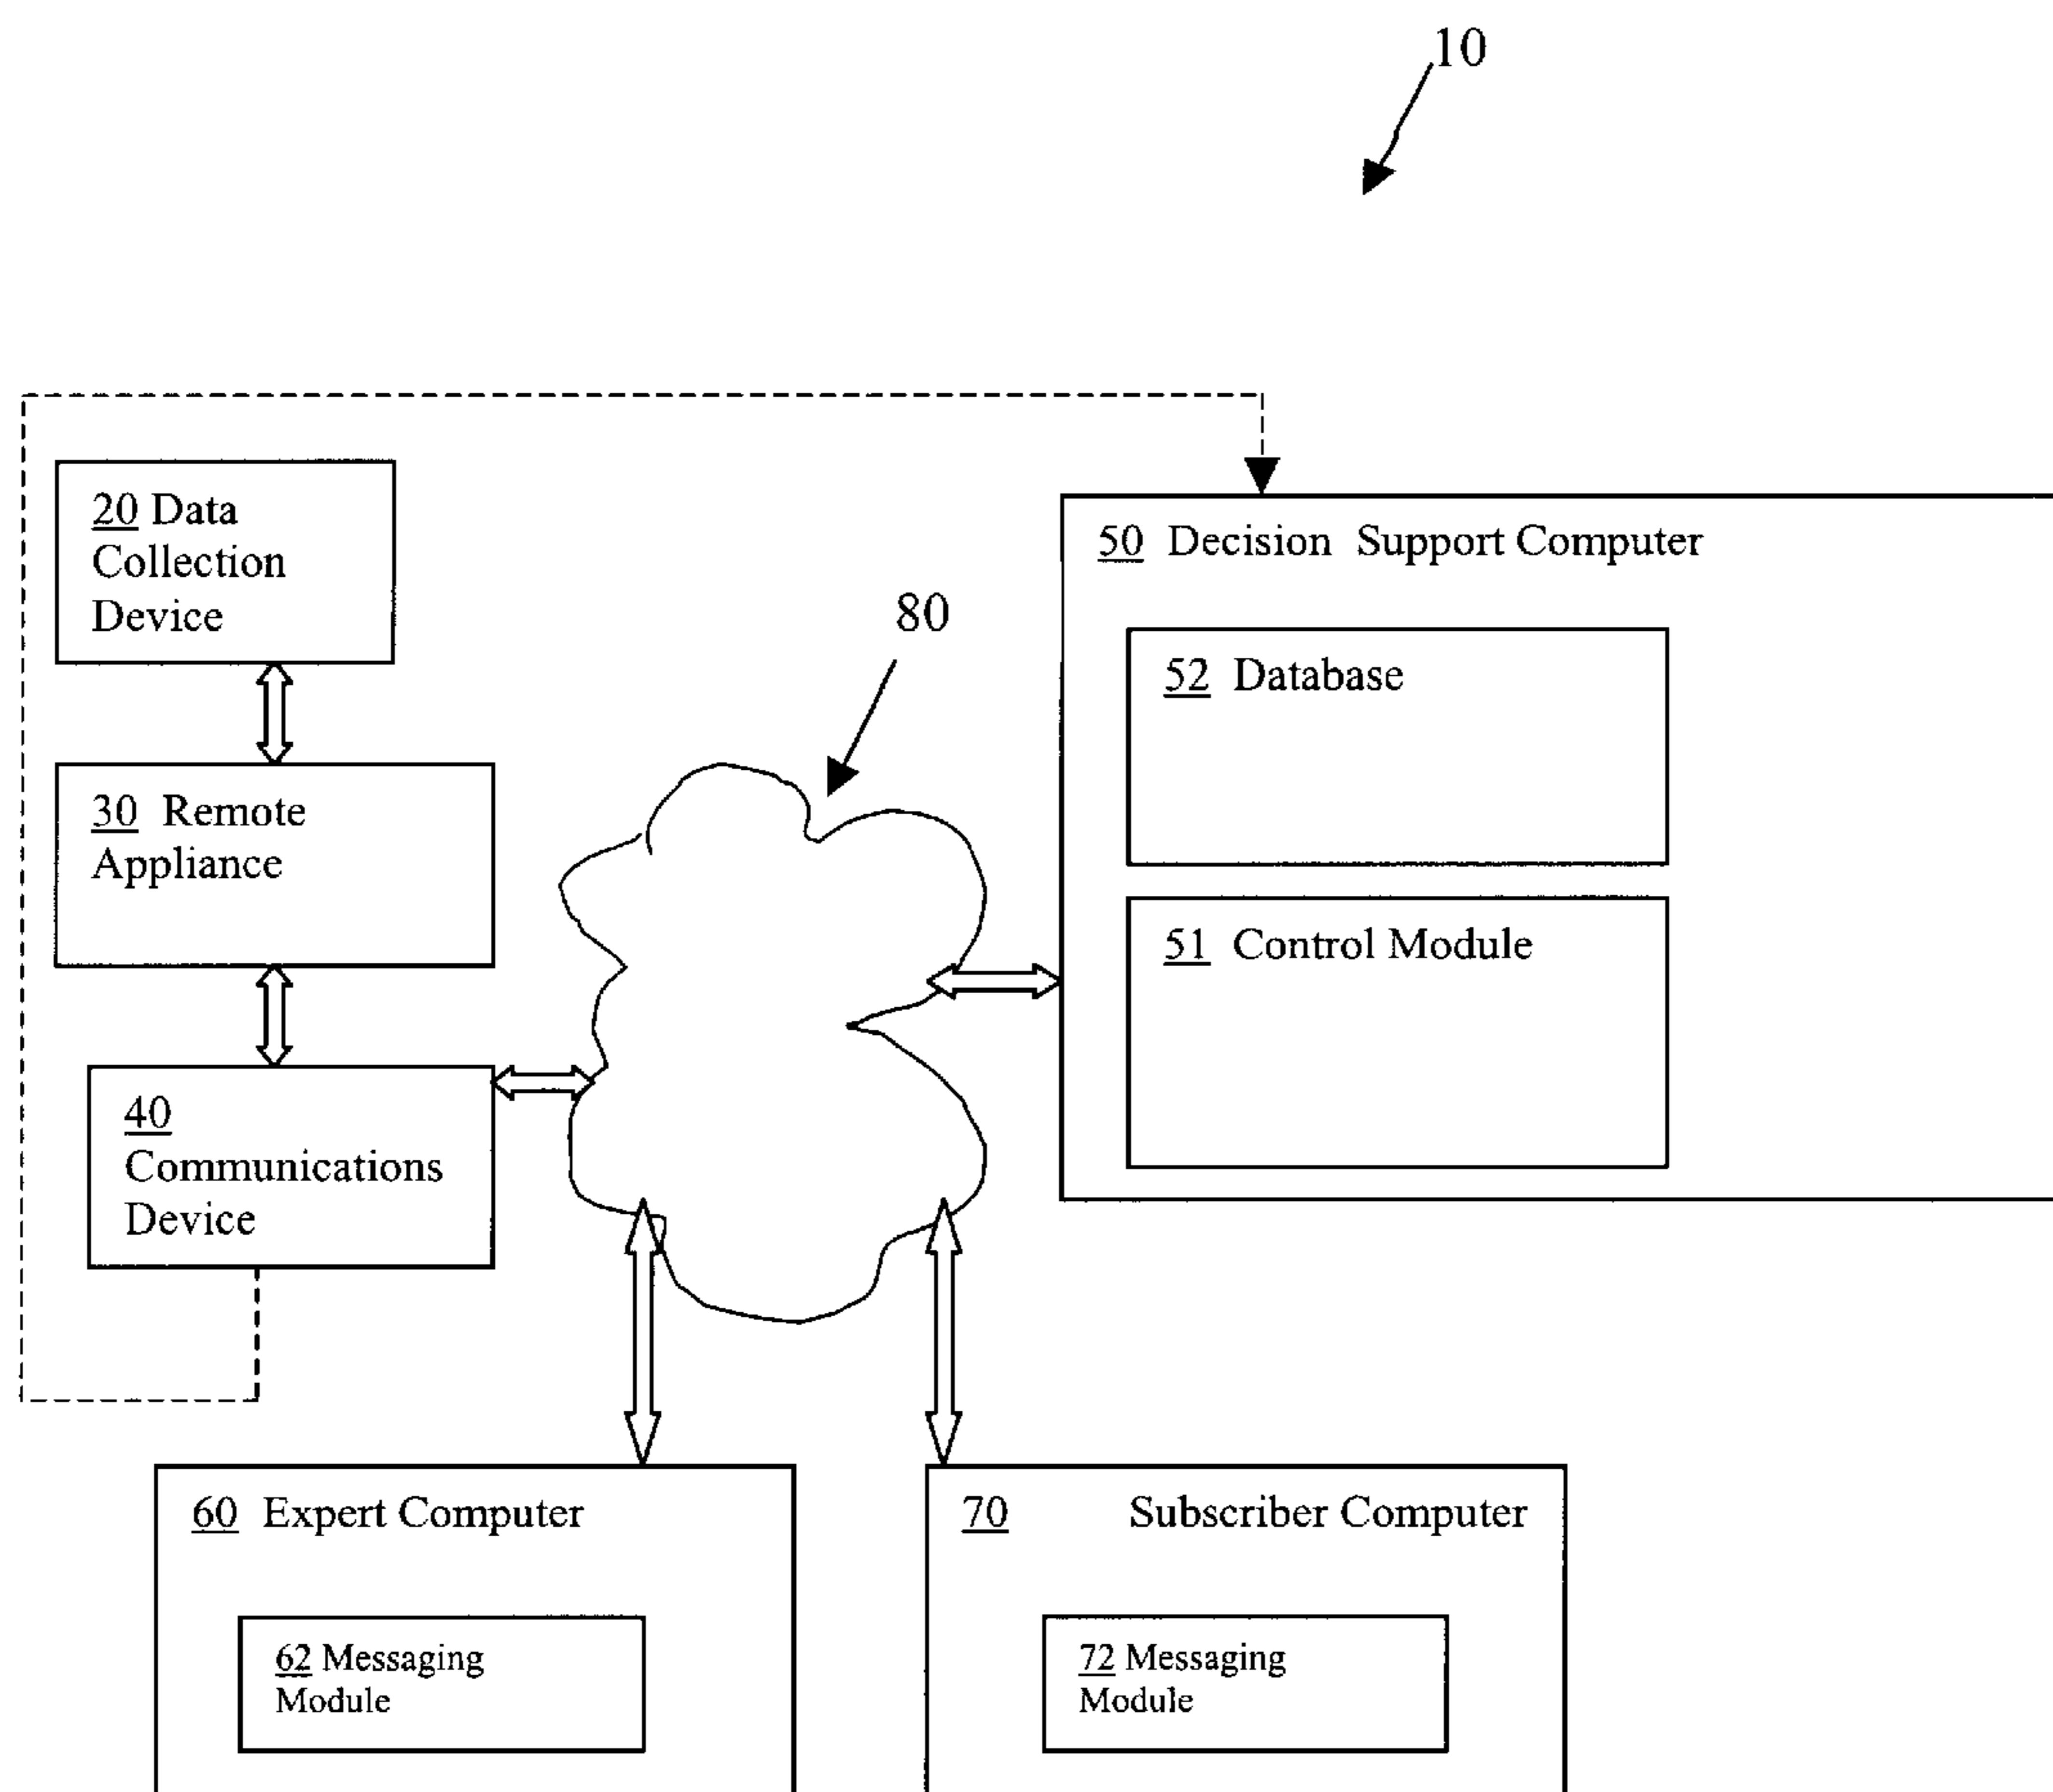 10
20 Data
Collection
Device
50 Decision Support Computer
80
52 Database
30 Remote
Appliance
51 Control Module
40
Communications
Device
60 Expert Computer
70 Subscriber Computer
62 Messaging
Module
72 Messaging
Module